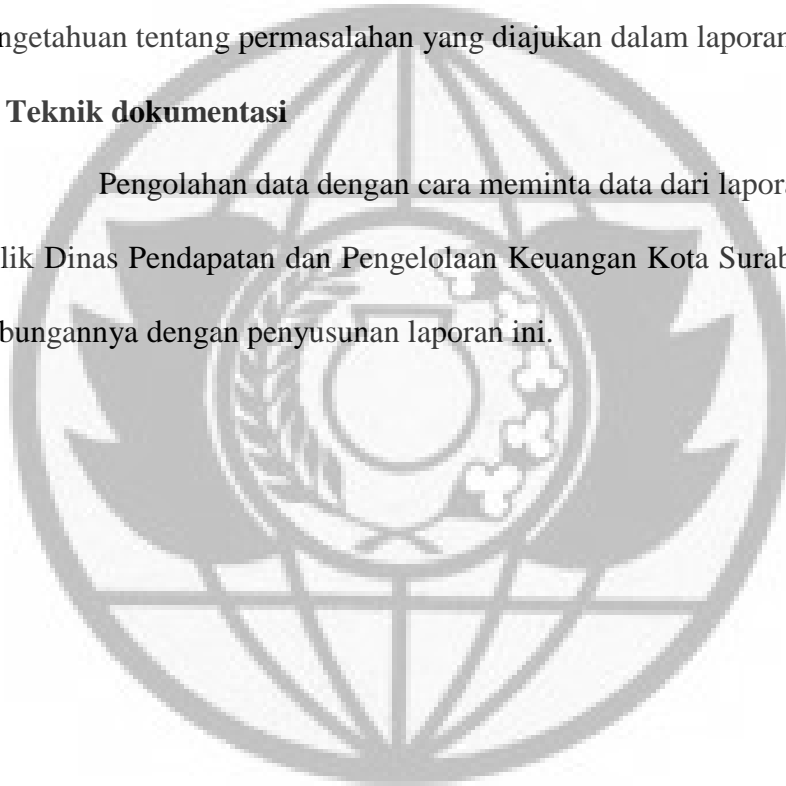 ngetahuan tentang permasalahan yang diajukan dalam laporan
Teknik dokumentasi
Pengolahan data dengan cara meminta data dari lapora
lik Dinas Pendapatan dan Pengelolaan Keuangan Kota Surab
bungannya dengan penyusunan laporan ini.